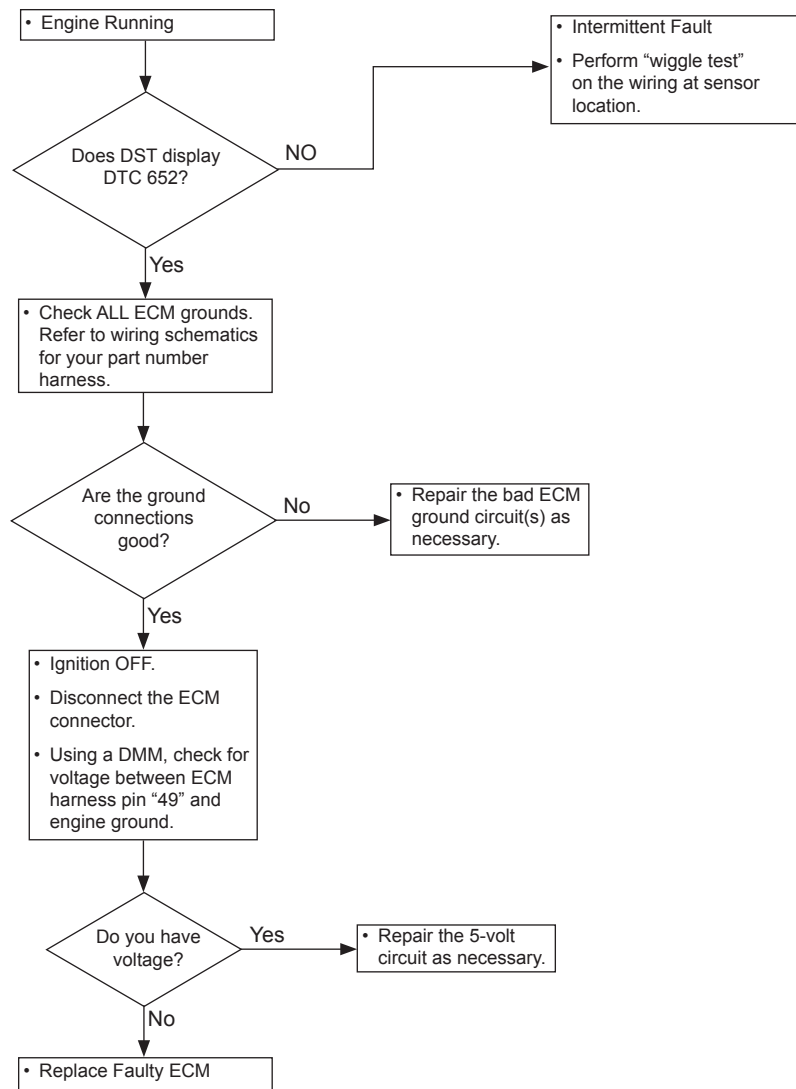 • Engine Running
• Intermittent Fault
• Perform “wiggle test”
on the wiring at sensor
location.
Does DST display
DTC 652?
NO
Yes
• Check ALL ECM grounds.
Refer to wiring schematics
for your part number
harness.
Are the ground
connections
good?
No
• Repair the bad ECM
ground circuit(s) as
necessary.
Yes
• Ignition OFF.
• Disconnect the ECM
connector.
• Using a DMM, check for
voltage between ECM
harness pin “49” and
engine ground.
Do you have
voltage?
Yes
• Repair the 5-volt
circuit as necessary.
No
• Replace Faulty ECM